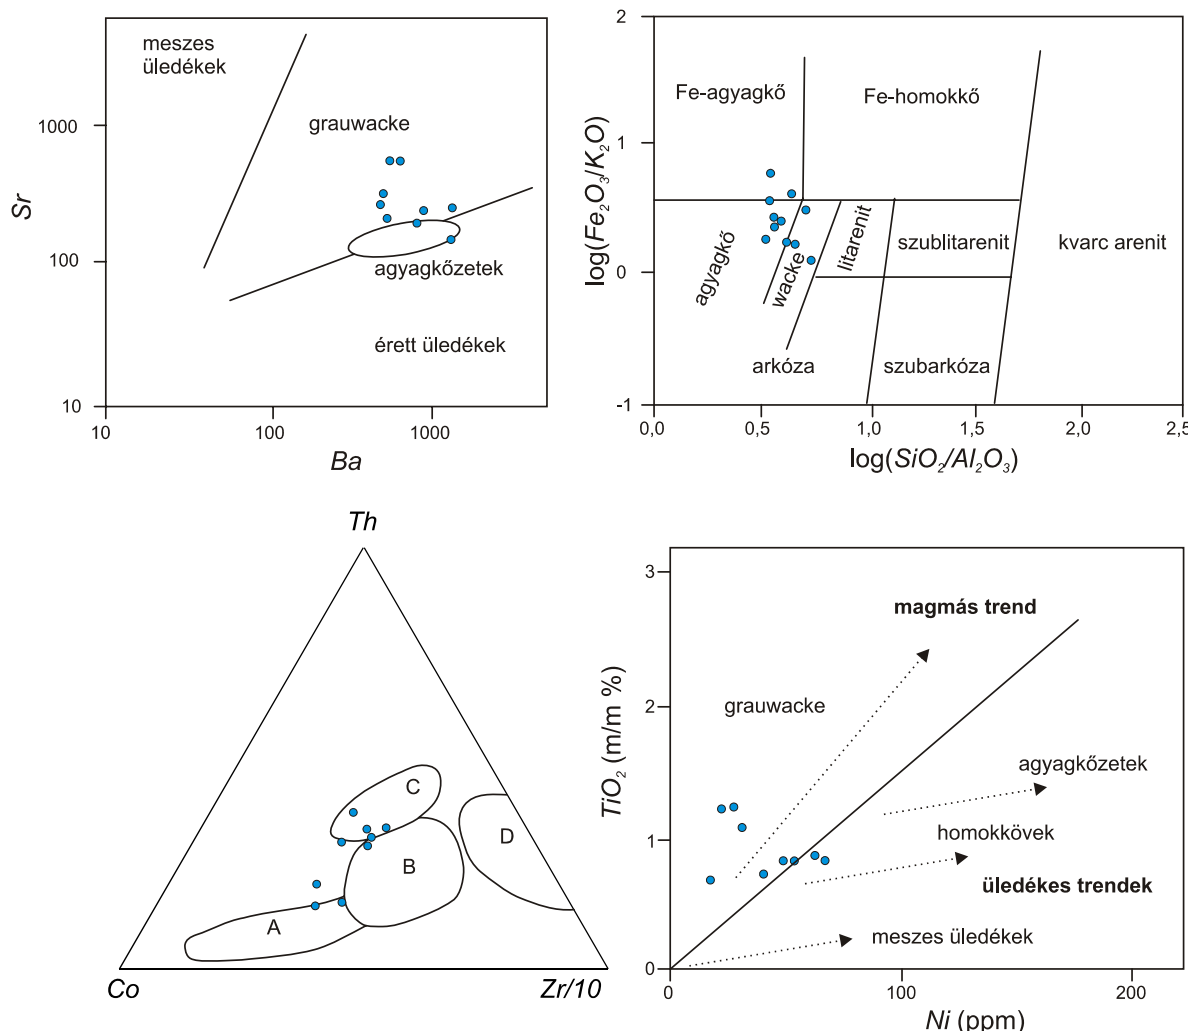 meszes
üledékek
grauwacke
agyagkőzetek
érett üledékek
1000
100
10
Sr
10
100
1000
Ba
2
1
0
-1
log(Fe2O3/K2O)
Fe-agyagkő
Fe-homokkő
agyagkő
wacke
litarenit
szublitarenit
kvarc arenit
arkóza
szubarkóza
0,0
0,5
1,0
1,5
2,0
2,5
log(SiO2/Al2O3)
Th
C
D
B
A
Co
Zr/10
3
2
1
0
TiO2 (m/m %)
magmás trend
grauwacke
agyagkőzetek
homokkövek
üledékes trendek
meszes üledékek
0
100
200
Ni (ppm)